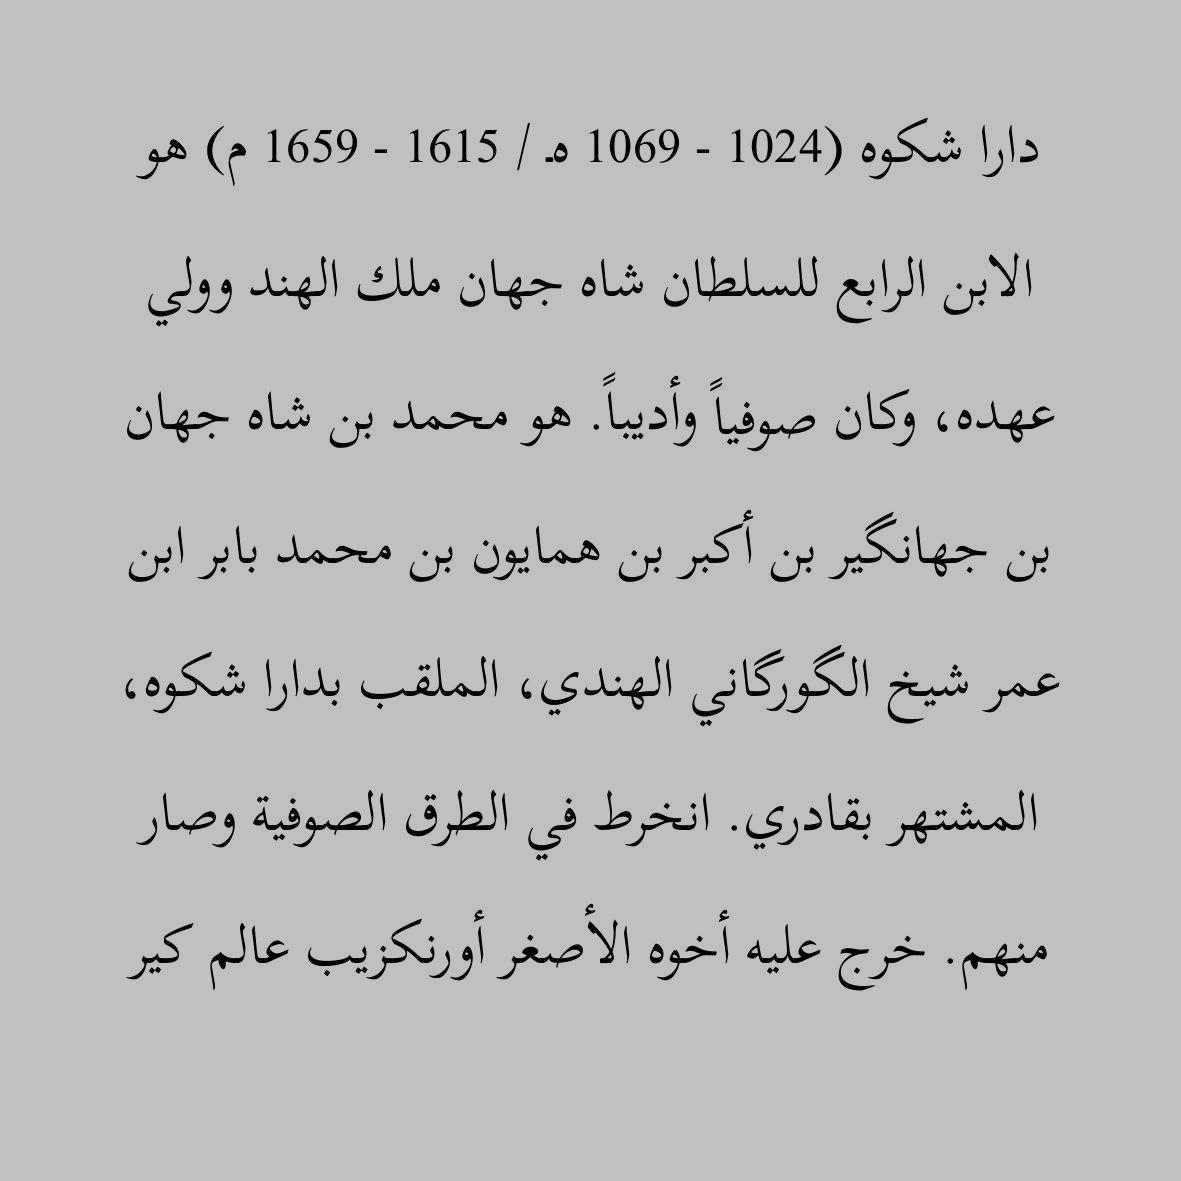 دارا شكوه (1024 - 1069 هـ / 1615 - 1659 م) هو
الابن الرابع للسلطان شاه جهان ملك الهند وولي
عهده، وكان صوفياً وأديباً. هو محمد بن شاه جهان
بن جهانگير بن أكبر بن همايون بن محمد بابر ابن
عمر شيخ الگورگاني الهندي، الملقب بدارا شكوه،
المشتهر بقادري. انخرط في الطرق الصوفية وصار
منهم. خرج عليه أخوه الأصغر أورنكزيب عالم كير